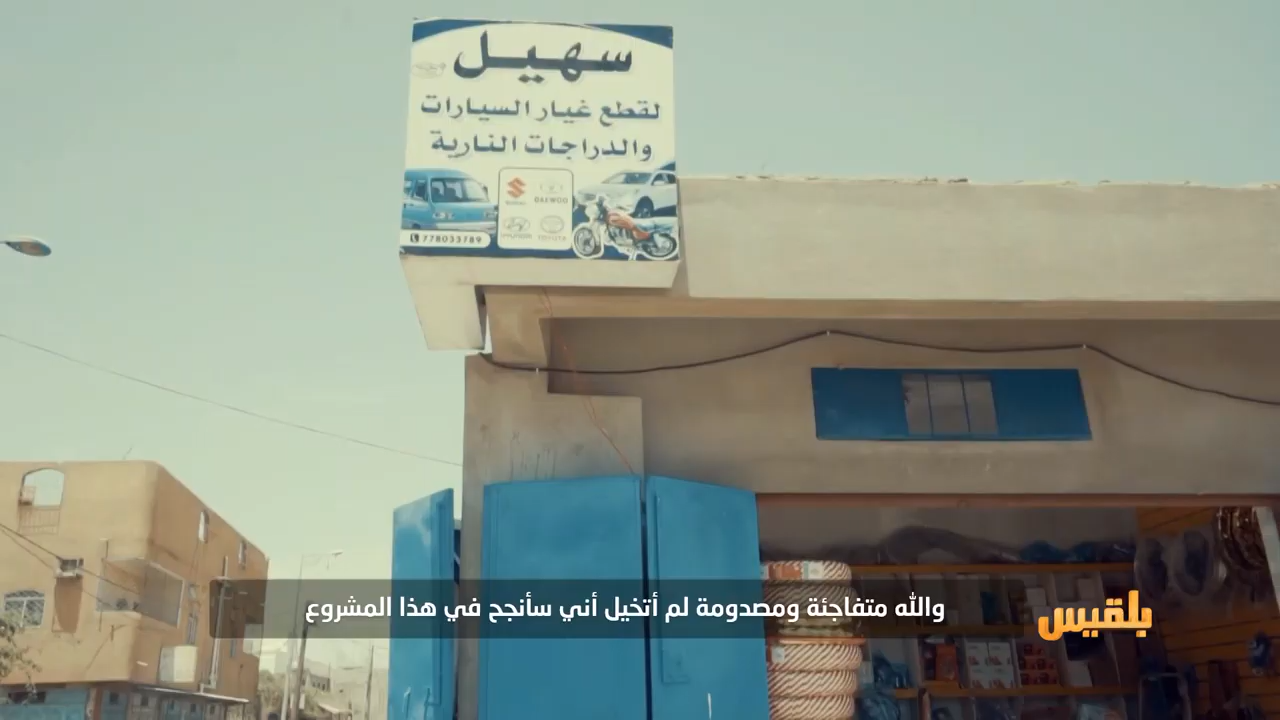 سهيل
لقطع غيار السيارات
والدراجات النارية
SUZUKI
DAEWOO
HYUNDAI
TOYOTA
778033789
والله متفاجئة ومصدومة لم أتخيل أني سأنجح في هذا المشروع
بلقيس